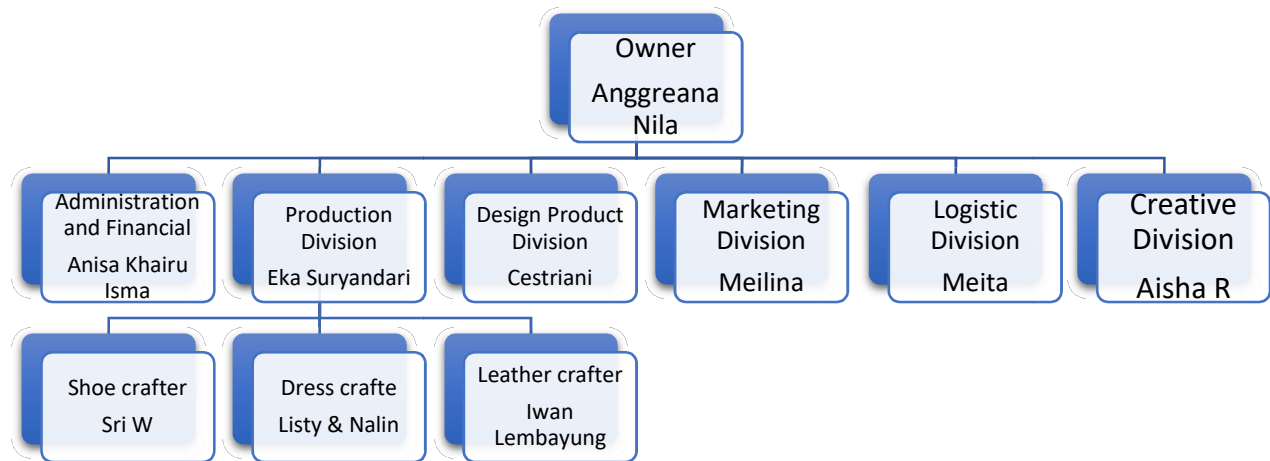 Owner
Anggreana
Nila
Administration
and Financial
Anisa Khairu
Isma
Production
Division
Eka Suryandari
Design Product
Division
Cestriani
Marketing
Division
Meilina
Logistic
Division
Meita
Creative
Division
Aisha R
Shoe crafter
Sri W
Dress crafte
Listy & Nalin
Leather crafter
Iwan
Lembayung